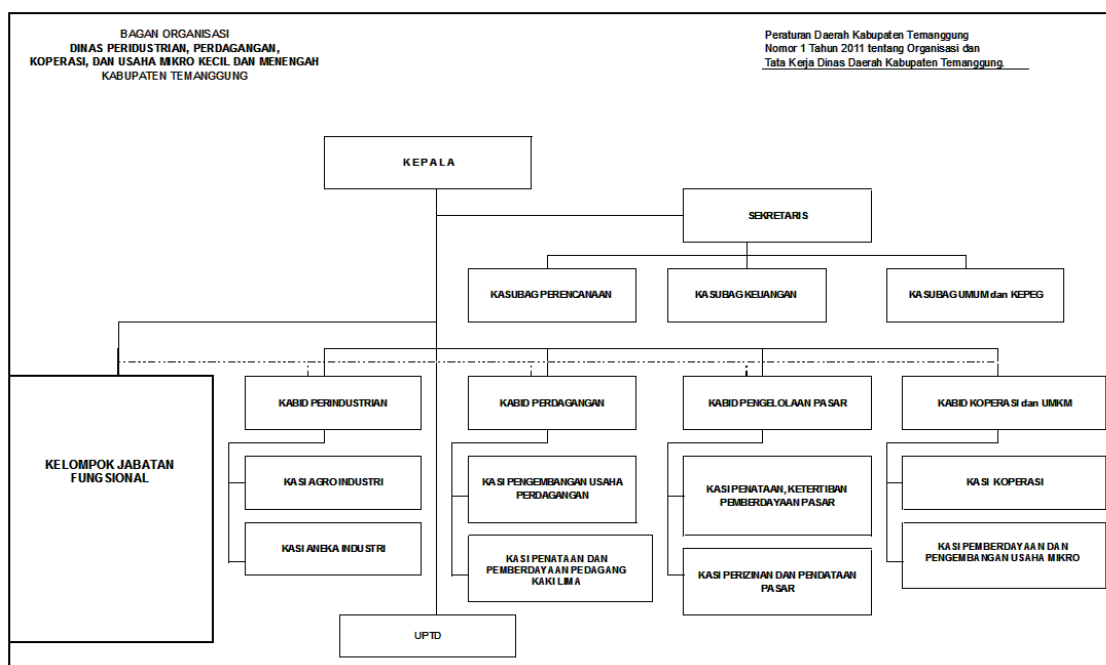 BAGAN ORGANISASI
DINAS PERIDUSTRIAN, PERDAGANGAN,
KOPERASI, DAN USAHA MIKRO KECIL DAN MENENGAH
KABUPATEN TEMANGGUNG
Peraturan Daerah Kabupaten Temanggung
Nomor 1 Tahun 2011 tentang Organisasi dan
Tata Kerja Dinas Daerah Kabupaten Temanggung.
KEPALA
SEKRETARIS
KASUBAG PERENCANAAN
KASUBAG KEUANGAN
KASUBAG UMUM dan KEPEG
KELOMPOK JABATAN
FUNGSIONAL
KABID PERINDUSTRIAN
KABID PERDAGANGAN
KABID PENGELOLAAN PASAR
KABID KOPERASI dan UMKM
KASI AGRO INDUSTRI
KASI PENGEMBANGAN USAHA
PERDAGANGAN
KASI PENATAAN, KETERTIBAN
PEMBERDAYAAN PASAR
KASI KOPERASI
KASI ANEKA INDUSTRI
KASI PENATAAN DAN
PEMBERDAYAAN PEDAGANG
KAKI LIMA
KASI PERIZINAN DAN PENDATAAN
PASAR
KASI PEMBERDAYAAN DAN
PENGEMBANGAN USAHA MIKRO
UPTD